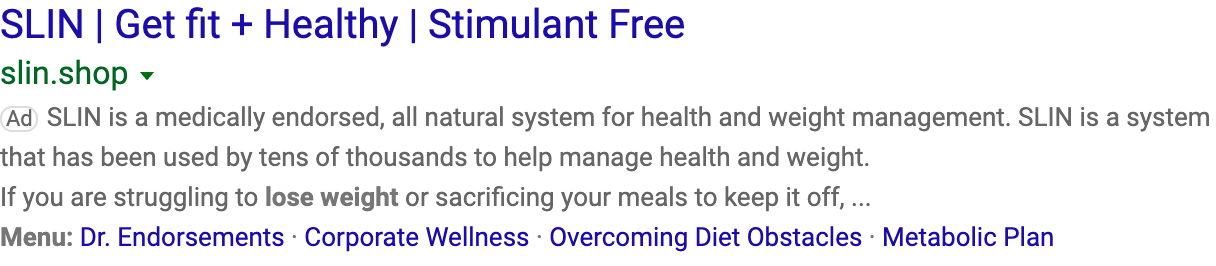 SLIN | Get fit + Healthy | Stimulant Free
slin.shop
Ad SLIN is a medically endorsed, all natural system for health and weight management. SLIN is a system
that has been used by tens of thousands to help manage health and weight.
If you are struggling to lose weight or sacrificing your meals to keep it off, ...
Menu: Dr. Endorsements · Corporate Wellness · Overcoming Diet Obstacles · Metabolic Plan